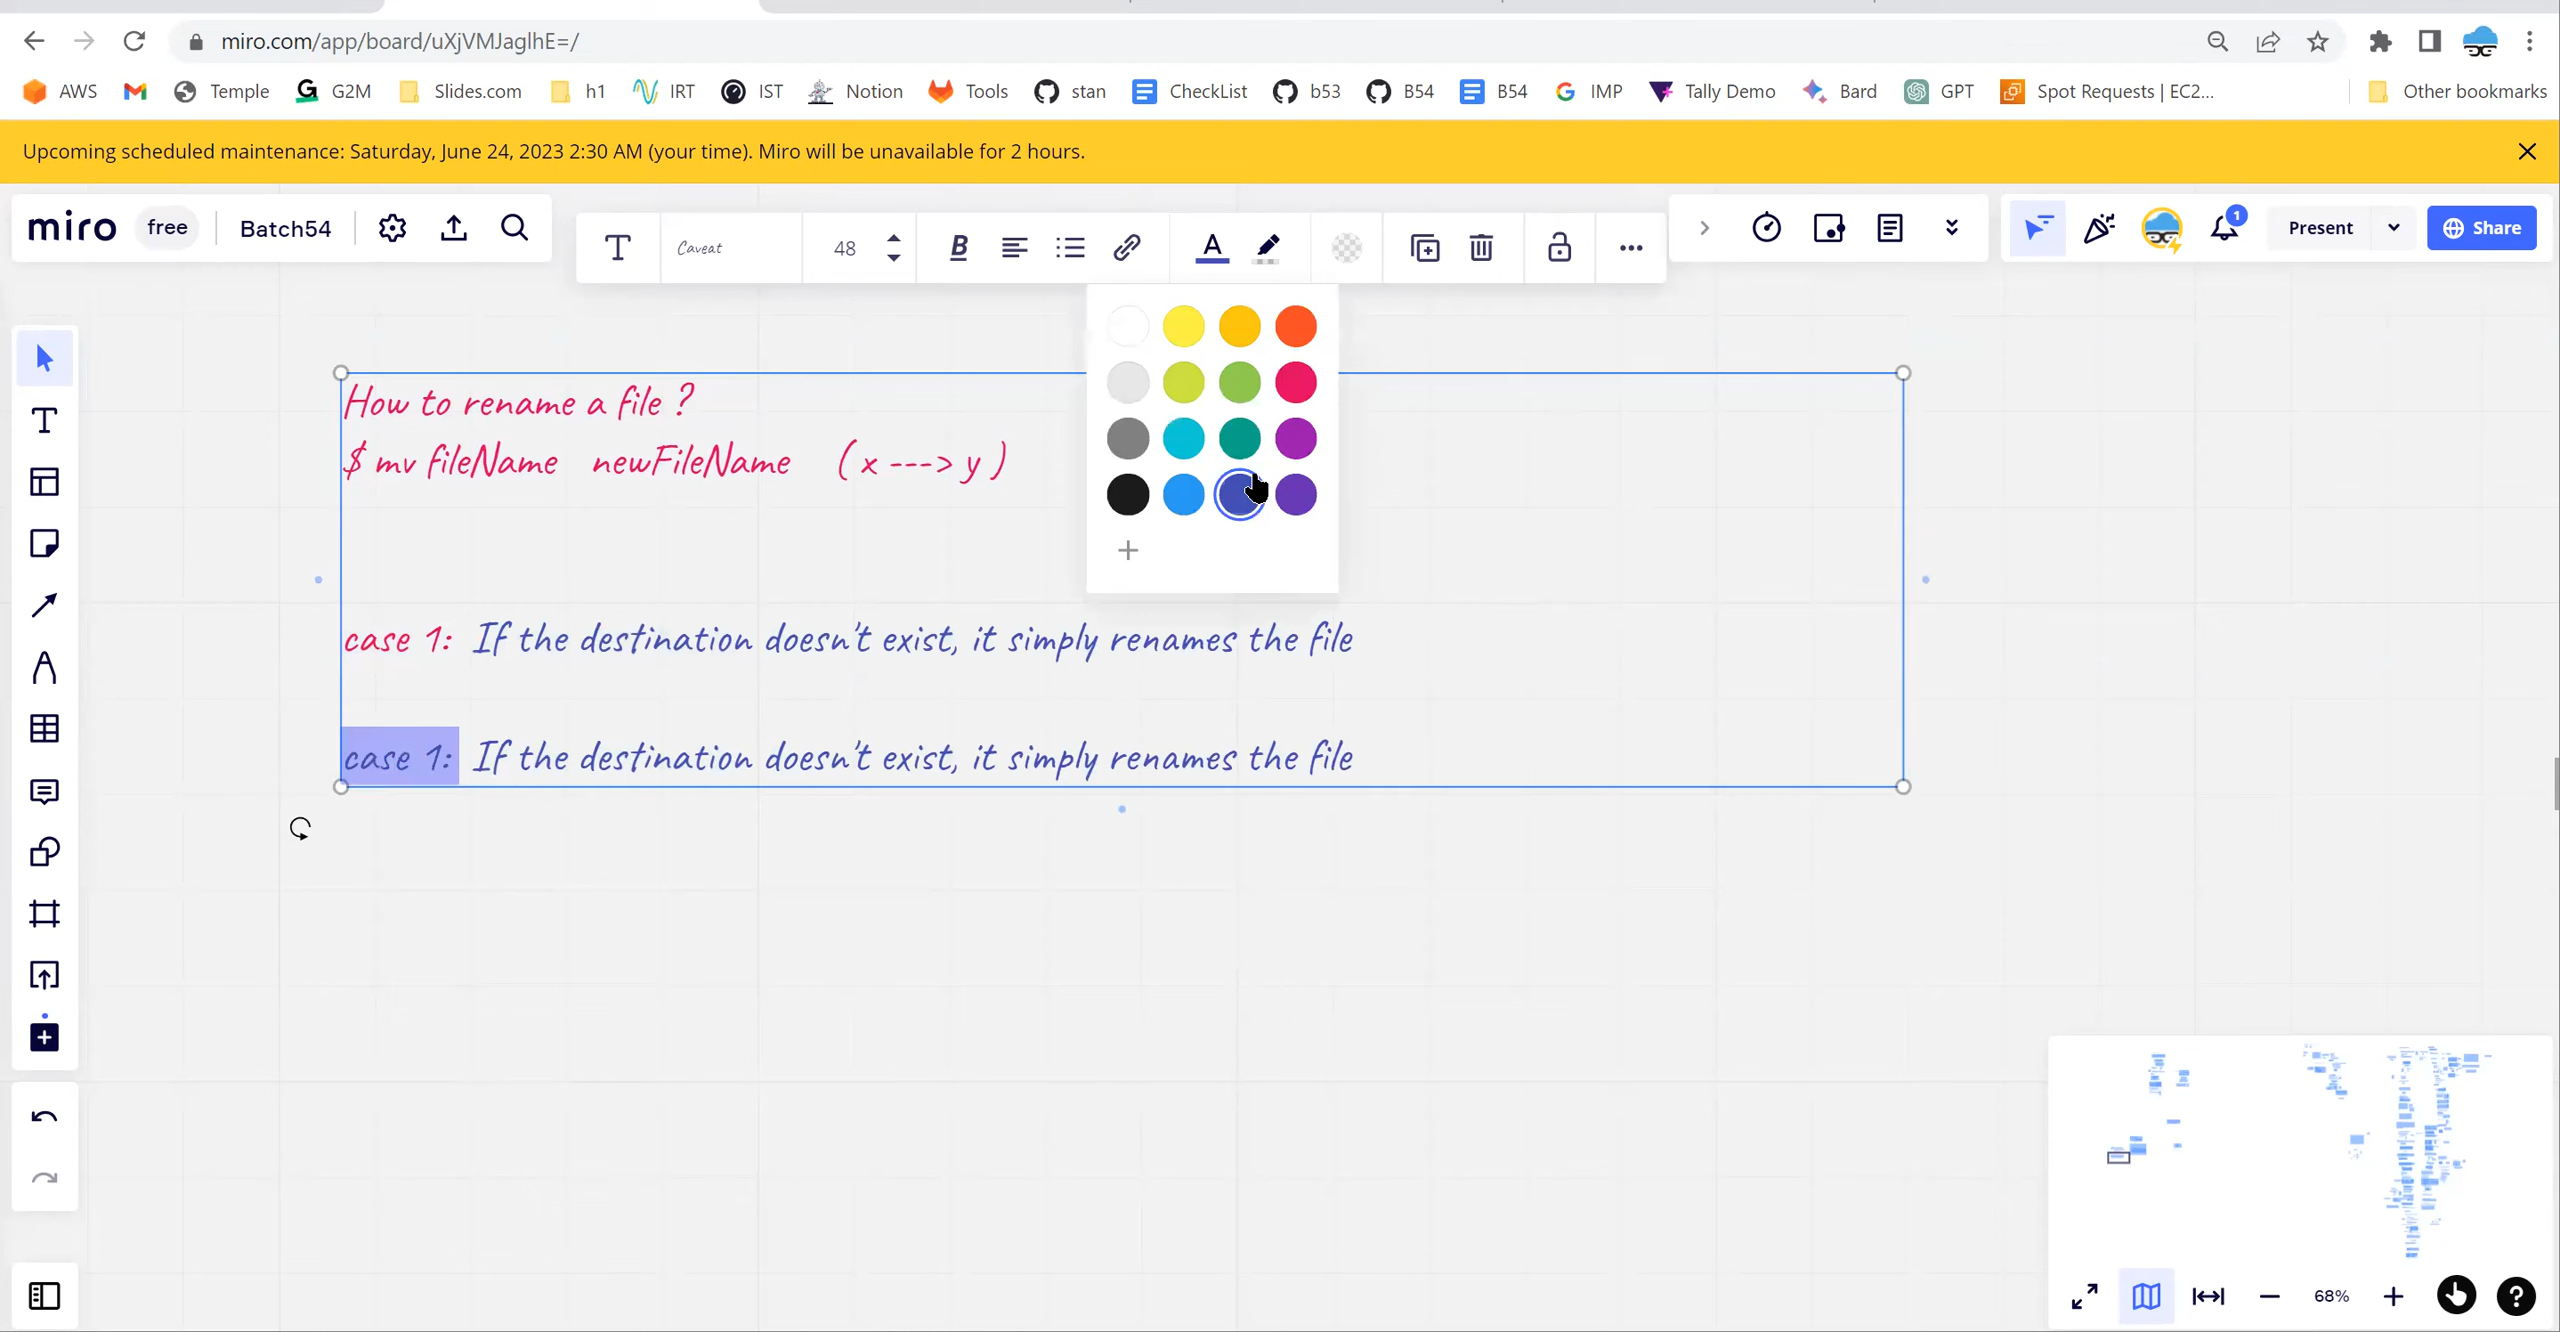 miro.com/app/board/uXjVMJaglhE=/
AWS Temple G2M Slides.com h1 IRT IST Notion Tools stan CheckList b53 B54 B54 IMP Tally Demo Bard GPT Spot Requests | EC2... Other bookmarks
Upcoming scheduled maintenance: Saturday, June 24, 2023 2:30 AM (your time). Miro will be unavailable for 2 hours.
miro free Batch54 Caveat 48 B A 1 Present Share
How to rename a file ?
$ mv fileName newFileName ( x ---> y )
case 1: If the destination doesn't exist, it simply renames the file
case 1: If the destination doesn't exist, it simply renames the file
68%